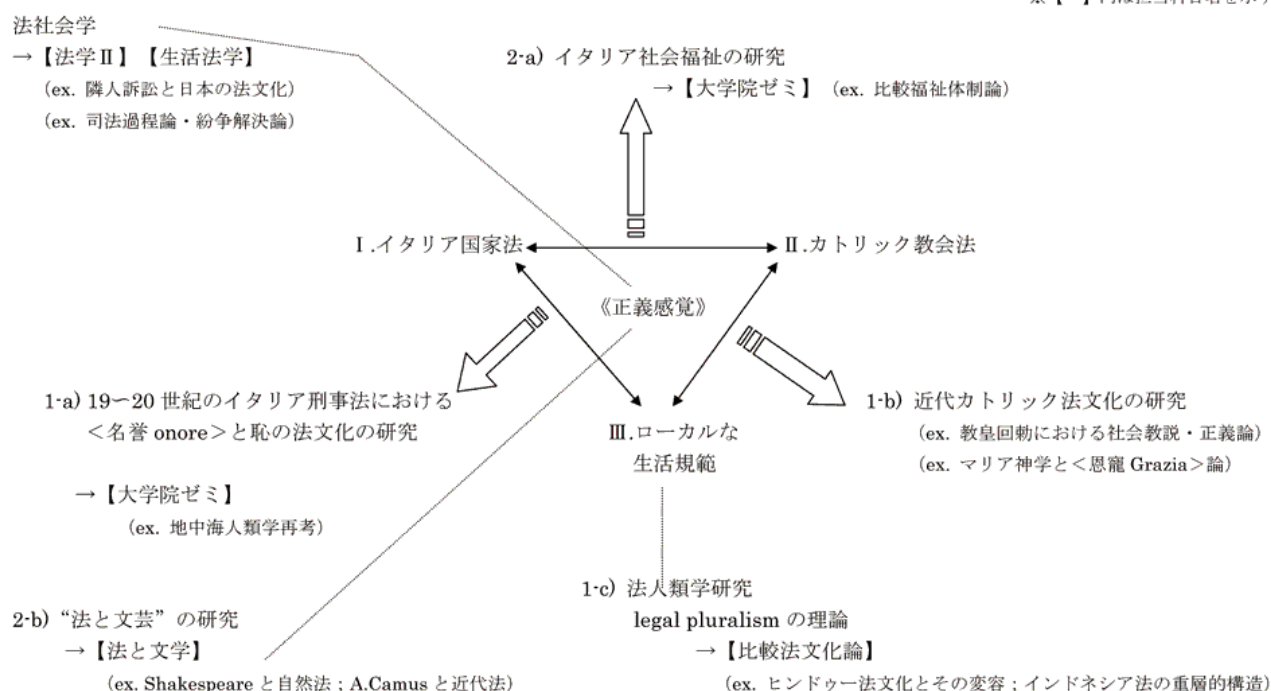 法社会学
→【法学Ⅱ】【生活法学】
(ex. 隣人訴訟と日本の法文化)
(ex. 司法過程論・紛争解決論)
2-a) イタリア社会福祉の研究
→【大学院ゼミ】 (ex. 比較福祉体制論)
Ⅰ.イタリア国家法
Ⅱ.カトリック教会法
《正義感覚》
1-a) 19〜20 世紀のイタリア刑事法における
＜名誉 onore＞と恥の法文化の研究
→【大学院ゼミ】
(ex. 地中海人類学再考)
Ⅲ.ローカルな
生活規範
1-b) 近代カトリック法文化の研究
(ex. 教皇回勅における社会教説・正義論)
(ex. マリア神学と＜恩寵 Grazia＞論)
1-c) 法人類学研究
legal pluralism の理論
→【比較法文化論】
(ex. ヒンドゥー法文化とその変容；インドネシア法の重層的構造)
2-b) “法と文芸”の研究
→【法と文学】
(ex. Shakespeare と自然法；A.Camus と近代法)